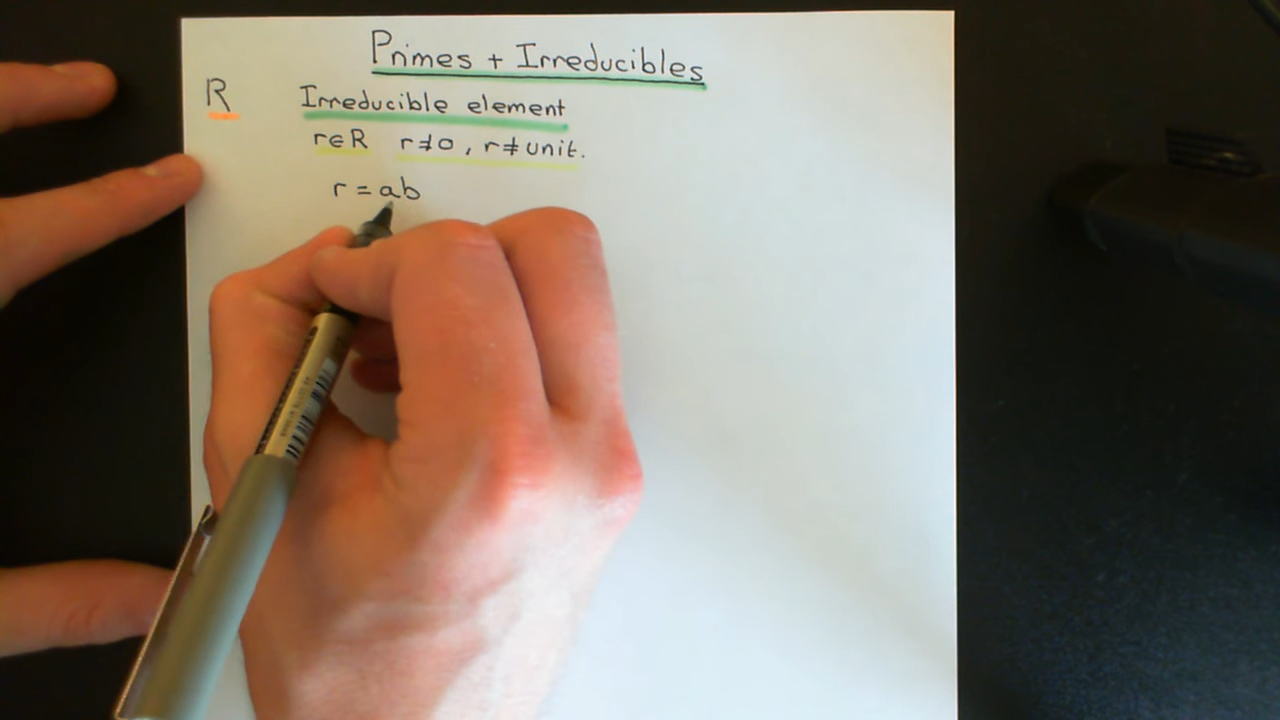 Primes + Irreducibles
R Irreducible element
r∈R r≠0, r≠unit.
r = ab